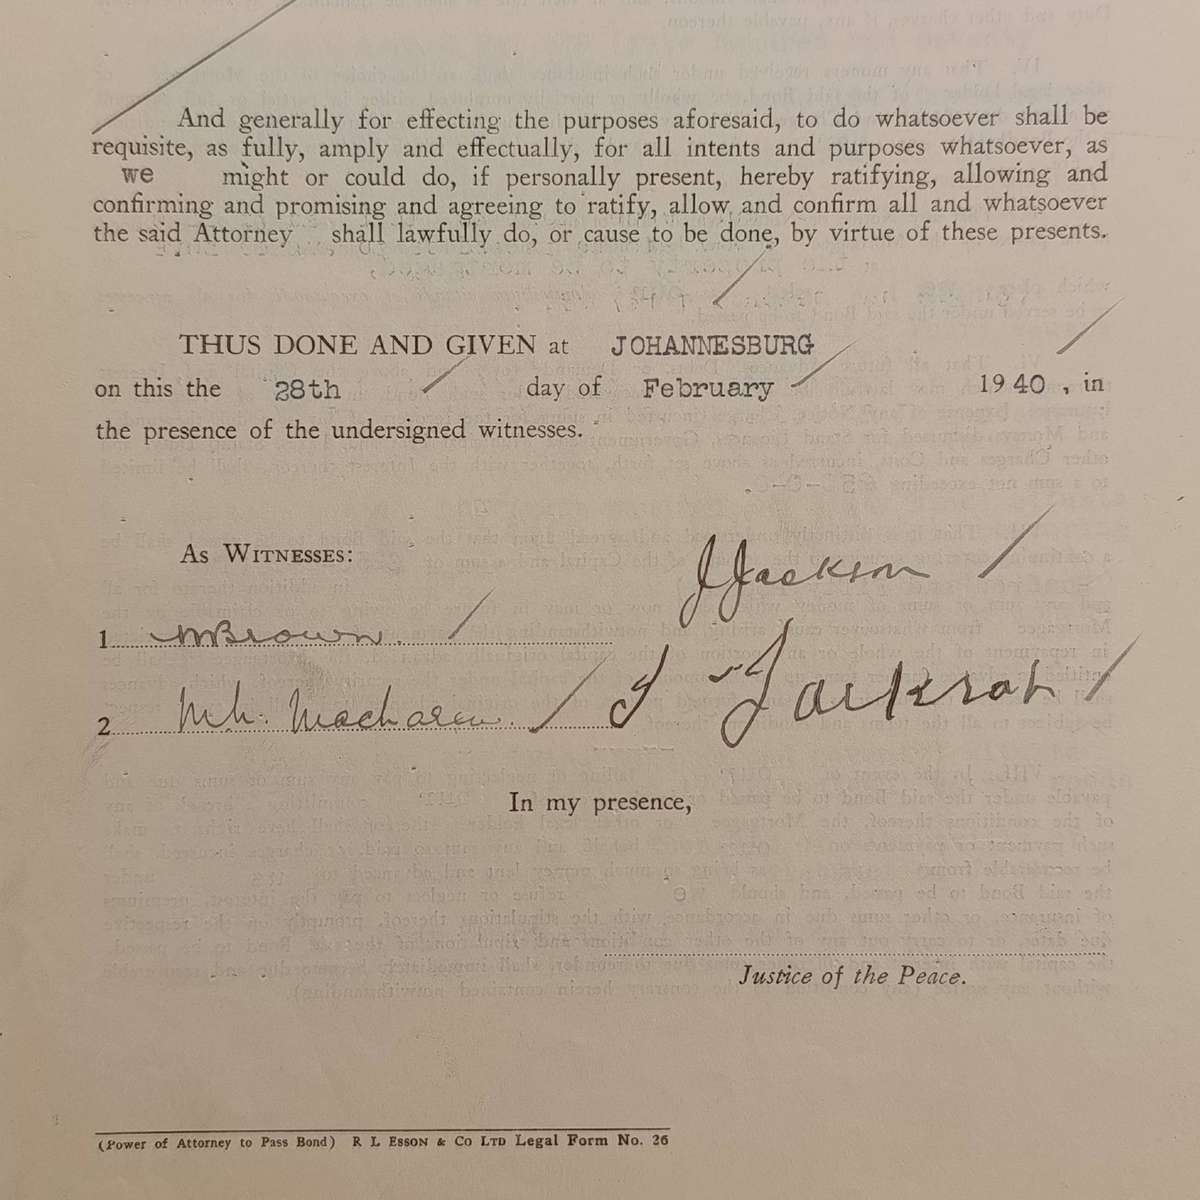 And generally for effecting the purposes aforesaid, to do whatsoever shall be
requisite, as fully, amply and effectually, for all intents and purposes whatsoever, as
we might or could do, if personally present, hereby ratifying, allowing and
confirming and promising and agreeing to ratify, allow, and confirm all and whatsoever
the said Attorney shall lawfully do, or cause to be done, by virtue of these presents.
THUS DONE AND GIVEN at JOHANNESBURG
on this the 28th day of February 1940, in
the presence of the undersigned witnesses.
As WITNESSES:
J Jackson
1 MBrown.
2
J Jackson
In my presence,
Justice of the Peace.
(Power of Attorney to Pass Bond) R L ESSON & Co LTD Legal Form No. 26